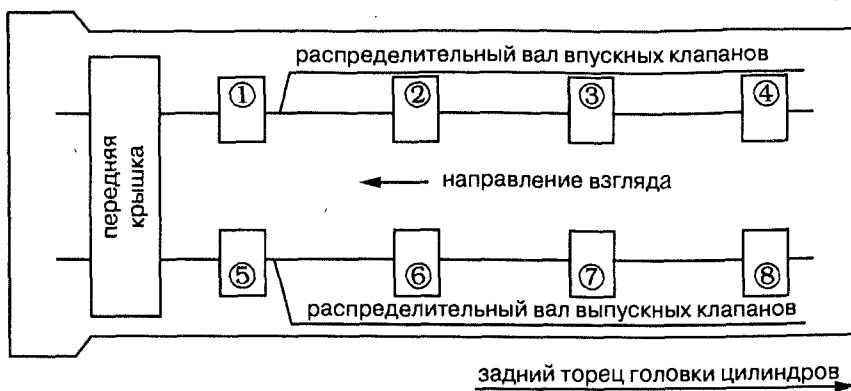 распределительный вал впускных клапанов
① ② ③ ④
передняя
крышка
направление взгляда
⑤ ⑥ ⑦ ⑧
распределительный вал выпускных клапанов
задний торец головки цилиндров